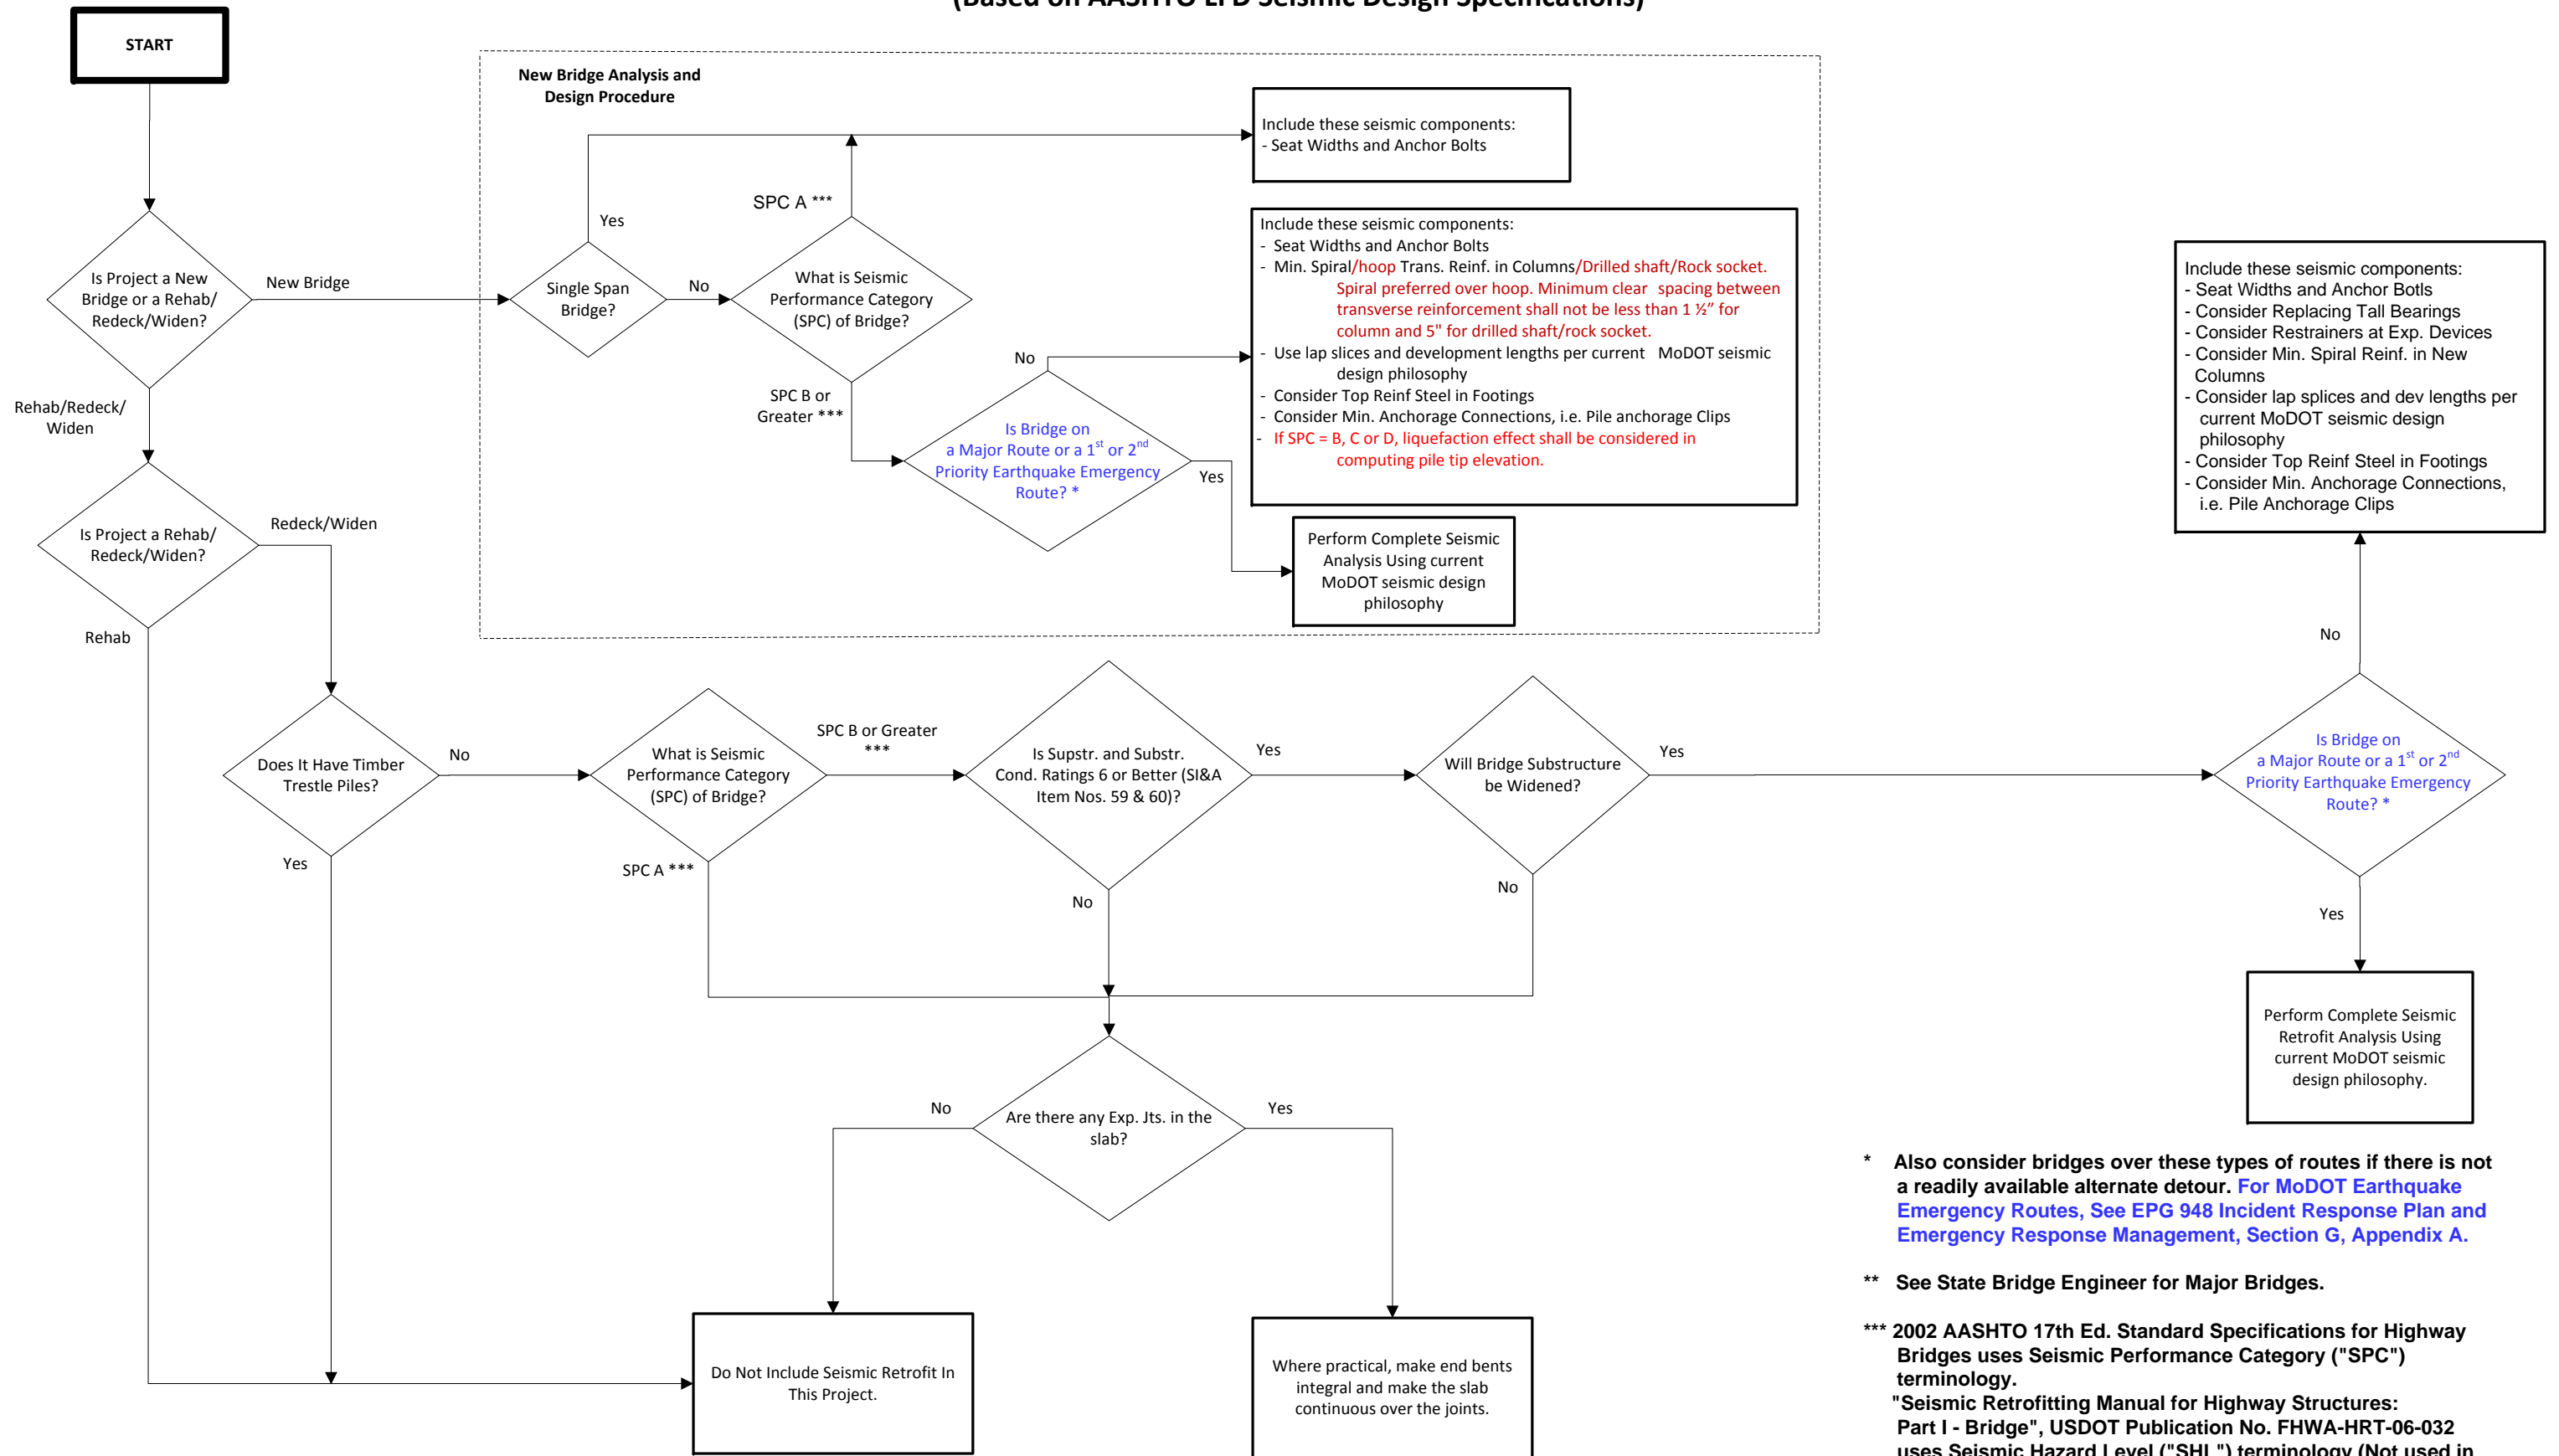 (Based on AASHTO LFD Seismic Design Specifications)
START
New Bridge Analysis and
Design Procedure
Include these seismic components:
- Seat Widths and Anchor Bolts
SPC A ***
Yes
Include these seismic components:
- Seat Widths and Anchor Bolts
- Min. Spiral/hoop Trans. Reinf. in Columns/Drilled shaft/Rock socket.
Spiral preferred over hoop. Minimum clear spacing between
transverse reinforcement shall not be less than 1 ½” for
column and 5" for drilled shaft/rock socket.
- Use lap slices and development lengths per current MoDOT seismic
design philosophy
- Consider Top Reinf Steel in Footings
- Consider Min. Anchorage Connections, i.e. Pile anchorage Clips
- If SPC = B, C or D, liquefaction effect shall be considered in
computing pile tip elevation.
Is Project a New
Bridge or a Rehab/
Redeck/Widen?
New Bridge
Single Span
Bridge?
No
What is Seismic
Performance Category
(SPC) of Bridge?
Include these seismic components:
- Seat Widths and Anchor Botls
- Consider Replacing Tall Bearings
- Consider Restrainers at Exp. Devices
- Consider Min. Spiral Reinf. in New
Columns
- Consider lap splices and dev lengths per
current MoDOT seismic design
philosophy
- Consider Top Reinf Steel in Footings
- Consider Min. Anchorage Connections,
i.e. Pile Anchorage Clips
No
Rehab/Redeck/
Widen
SPC B or
Greater ***
Is Bridge on
a Major Route or a 1st or 2nd
Priority Earthquake Emergency
Route? *
Yes
Is Project a Rehab/
Redeck/Widen?
Redeck/Widen
Perform Complete Seismic
Analysis Using current
MoDOT seismic design
philosophy
Rehab
No
Does It Have Timber
Trestle Piles?
No
What is Seismic
Performance Category
(SPC) of Bridge?
SPC B or Greater
***
Is Supstr. and Substr.
Cond. Ratings 6 or Better (SI&A
Item Nos. 59 & 60)?
Yes
Will Bridge Substructure
be Widened?
Yes
Is Bridge on
a Major Route or a 1st or 2nd
Priority Earthquake Emergency
Route? *
Yes
SPC A ***
No
No
Yes
Perform Complete Seismic
Retrofit Analysis Using
current MoDOT seismic
design philosophy.
No
Are there any Exp. Jts. in the
slab?
Yes
* Also consider bridges over these types of routes if there is not
a readily available alternate detour. For MoDOT Earthquake
Emergency Routes, See EPG 948 Incident Response Plan and
Emergency Response Management, Section G, Appendix A.
** See State Bridge Engineer for Major Bridges.
*** 2002 AASHTO 17th Ed. Standard Specifications for Highway
Bridges uses Seismic Performance Category ("SPC")
terminology.
"Seismic Retrofitting Manual for Highway Structures:
Part I - Bridge", USDOT Publication No. FHWA-HRT-06-032
uses Seismic Hazard Level ("SHL") terminology (Not used in
Do Not Include Seismic Retrofit In
This Project.
Where practical, make end bents
integral and make the slab
continuous over the joints.